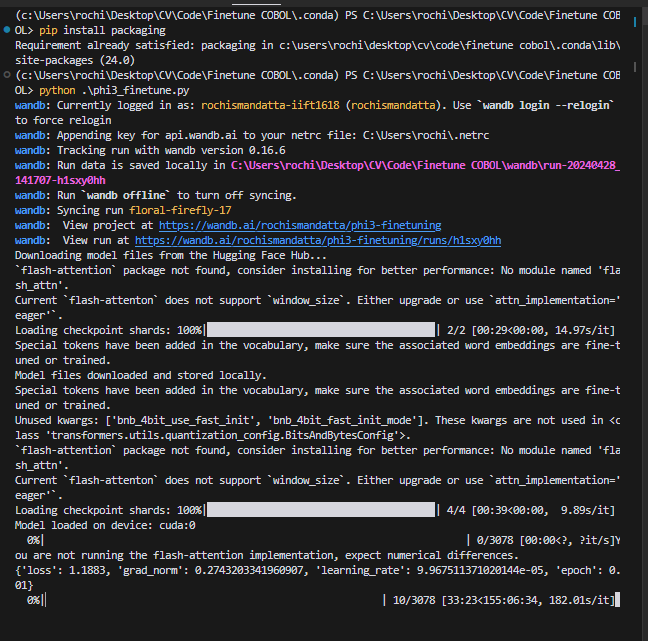 (c:\Users\rochi\Desktop\CV\Code\Finetune COBOL\.conda) PS C:\Users\rochi\Desktop\CV\Code\Finetune COB
OL> pip install packaging
Requirement already satisfied: packaging in c:\users\rochi\desktop\cv\code\finetune cobol\.conda\lib\
site-packages (24.0)
(c:\Users\rochi\Desktop\CV\Code\Finetune COBOL\.conda) PS C:\Users\rochi\Desktop\CV\Code\Finetune COB
OL> python .\phi3_finetune.py
wandb: Currently logged in as: rochismandatta-iift1618 (rochismandatta). Use `wandb login --relogin`
to force relogin
wandb: Appending key for api.wandb.ai to your netrc file: C:\Users\rochi\.netrc
wandb: Tracking run with wandb version 0.16.6
wandb: Run data is saved locally in C:\Users\rochi\Desktop\CV\Code\Finetune COBOL\wandb\run-20240428_
141707-h1sxy0hh
wandb: Run `wandb offline` to turn off syncing.
wandb: Syncing run floral-firefly-17
wandb:  View project at https://wandb.ai/rochismandatta/phi3-finetuning
wandb:  View run at https://wandb.ai/rochismandatta/phi3-finetuning/runs/h1sxy0hh
Downloading model files from the Hugging Face Hub...
`flash-attention` package not found, consider installing for better performance: No module named 'fla
sh_attn'.
Current `flash-attenton` does not support `window_size`. Either upgrade or use `attn_implementation='
eager'`.
Loading checkpoint shards: 100%|██████████| 2/2 [00:29<00:00, 14.97s/it]
Special tokens have been added in the vocabulary, make sure the associated word embeddings are fine-t
uned or trained.
Model files downloaded and stored locally.
Special tokens have been added in the vocabulary, make sure the associated word embeddings are fine-t
uned or trained.
Unused kwargs: ['bnb_4bit_use_fast_init', 'bnb_4bit_fast_init_mode']. These kwargs are not used in <c
lass 'transformers.utils.quantization_config.BitsAndBytesConfig'>.
`flash-attention` package not found, consider installing for better performance: No module named 'fla
sh_attn'.
Current `flash-attenton` does not support `window_size`. Either upgrade or use `attn_implementation='
eager'`.
Loading checkpoint shards: 100%|██████████| 4/4 [00:39<00:00,  9.89s/it]
Model loaded on device: cuda:0
  0%|          | 0/3078 [00:00<?, ?it/s]Y
ou are not running the flash-attention implementation, expect numerical differences.
{'loss': 1.1883, 'grad_norm': 0.2743203341960907, 'learning_rate': 9.967511371020144e-05, 'epoch': 0.
01}
  0%|          | 10/3078 [33:23<155:06:34, 182.01s/it]